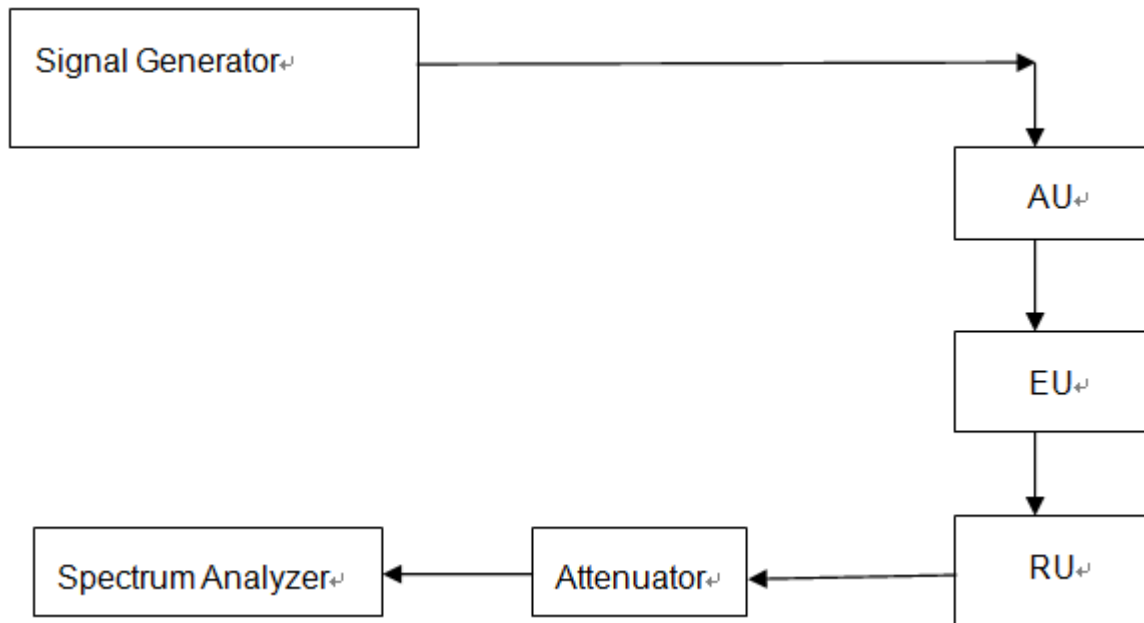 Signal Generator↵
AU↵
EU↵
RU↵
Attenuator↵
Spectrum Analyzer↵